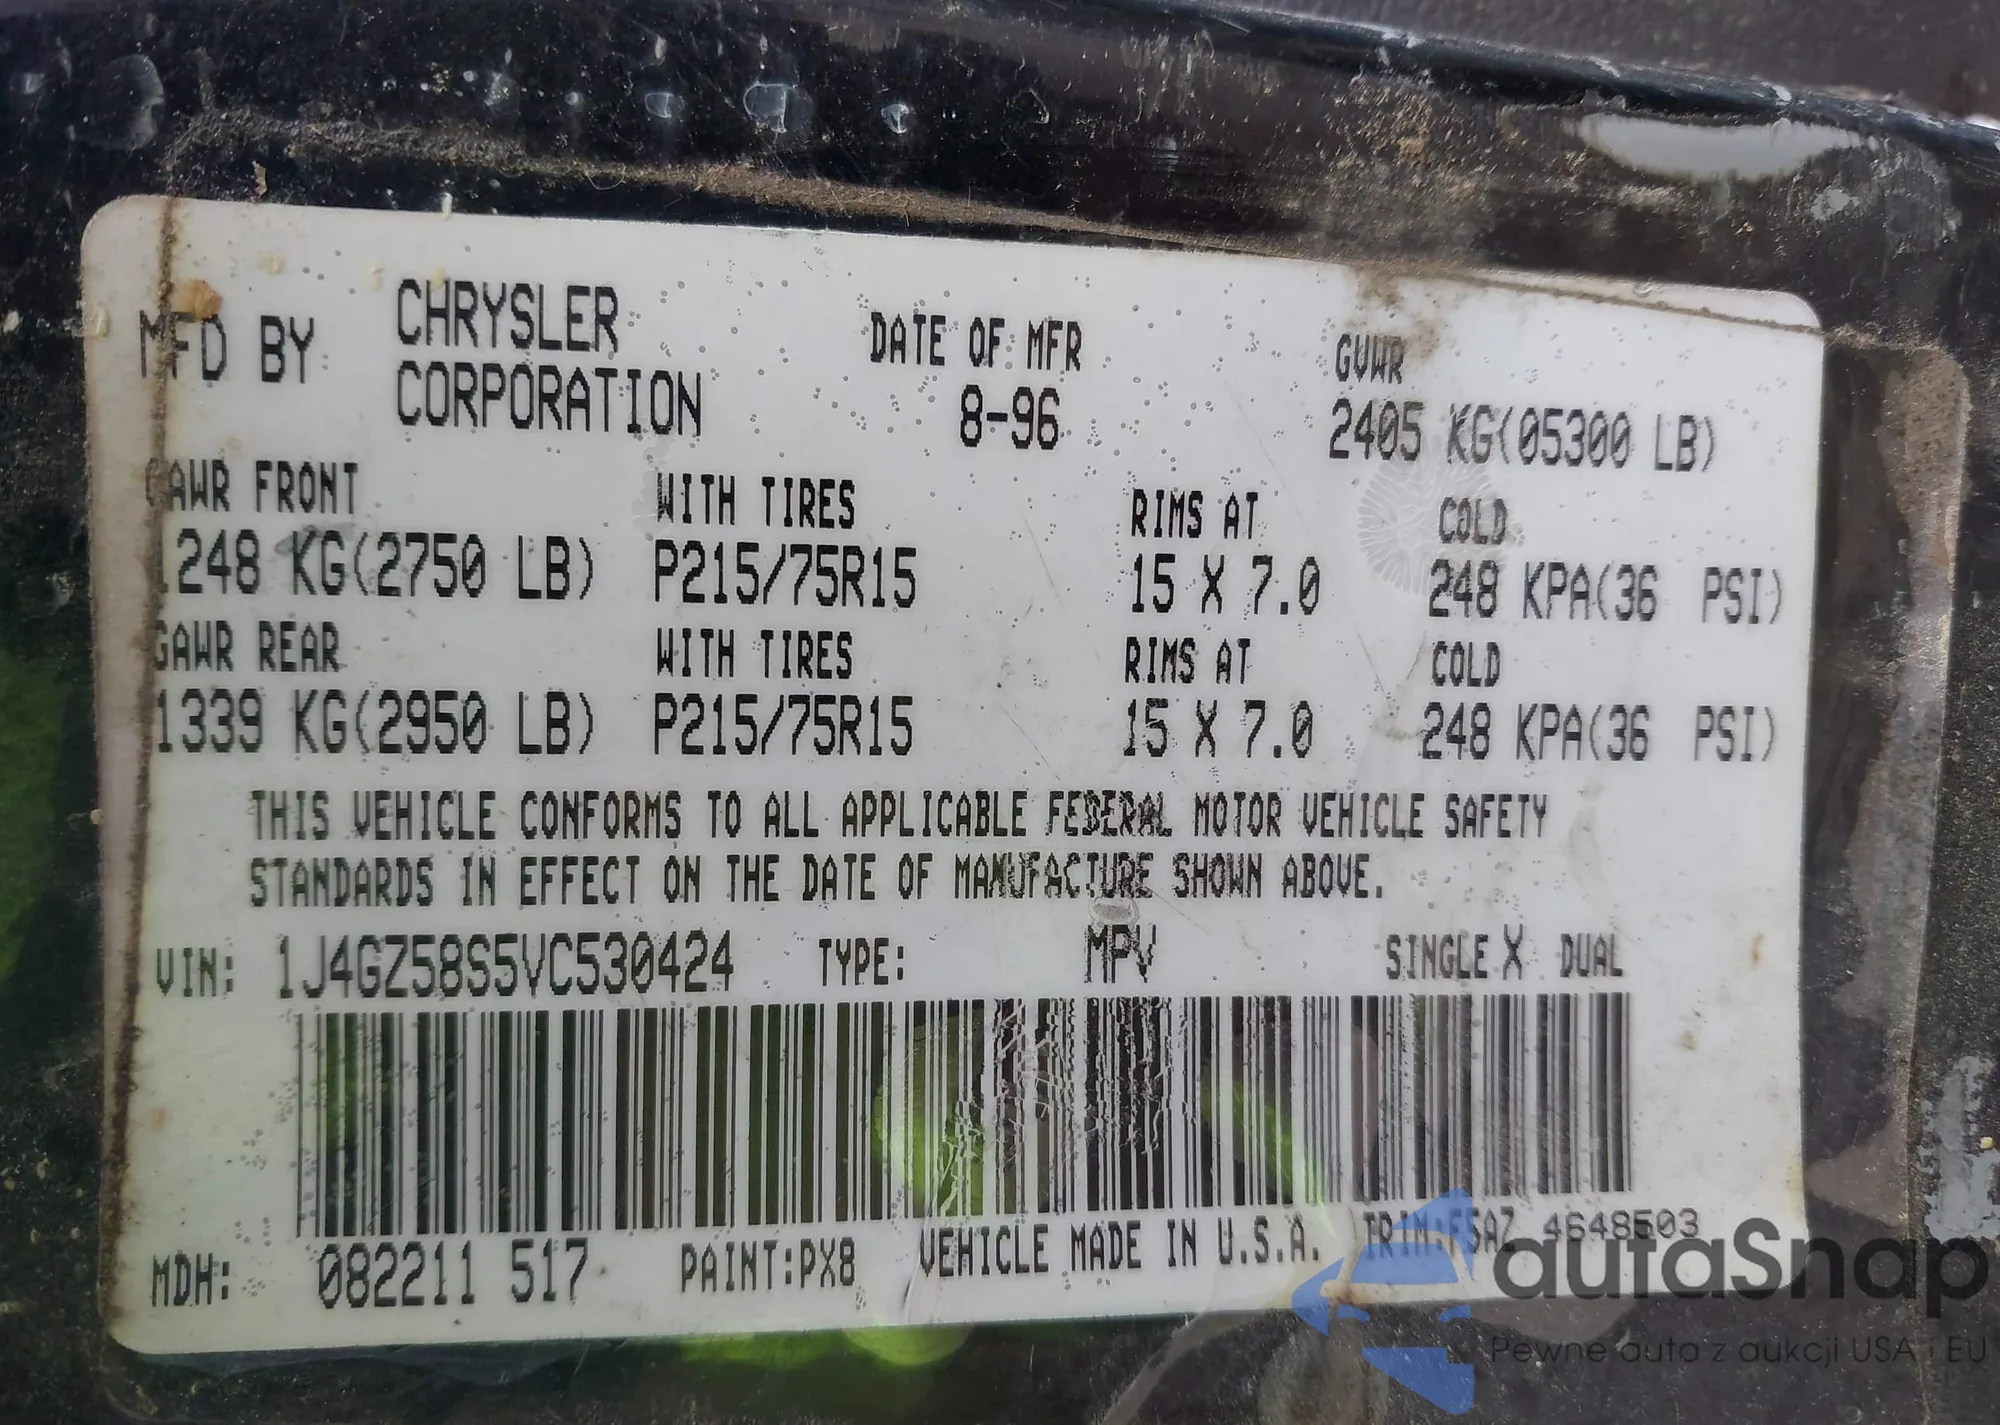 MFD BY CHRYSLER CORPORATION DATE OF MFR 8-96 GVWR 2405 KG(05300 LB)
GAWR FRONT WITH TIRES RIMS AT COLD
1248 KG(2750 LB) P215/75R15 15 X 7.0 248 KPA(36 PSI)
GAWR REAR WITH TIRES RIMS AT COLD
1339 KG(2950 LB) P215/75R15 15 X 7.0 248 KPA(36 PSI)
THIS VEHICLE CONFORMS TO ALL APPLICABLE FEDERAL MOTOR VEHICLE SAFETY
STANDARDS IN EFFECT ON THE DATE OF MANUFACTURE SHOWN ABOVE.
VIN: 1J4GZ58S5VC530424 TYPE: MPV SINGLE X DUAL
MDH: 082211 517 PAINT:PX8 VEHICLE MADE IN U.S.A. TRIM:F5AZ 4648503
autaSnap
Pewne auta z aukcji USA i EU